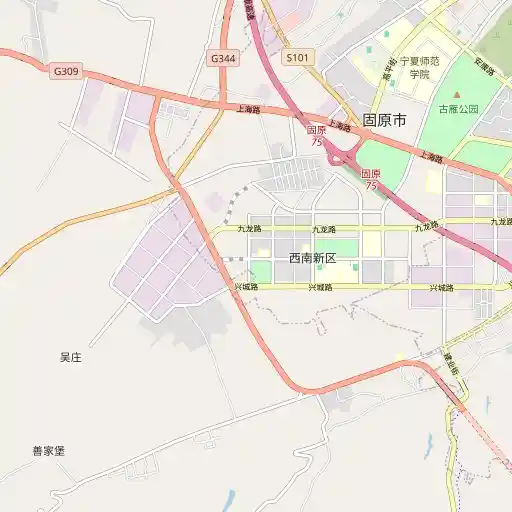 G344
S101
宁夏师范
学院
G309
古雁公园
上海路
固原市
固原
75
上海路
上海路
固原
75
九龙路
九龙路
九龙路
九龙路
西南新区
兴城路
兴城路
兴城路
吴庄
善家堡